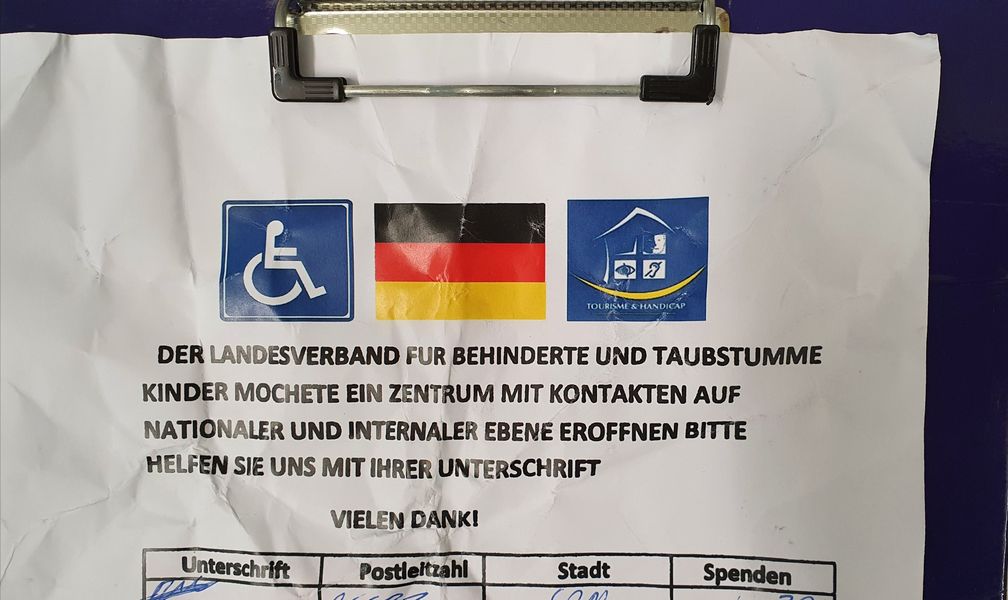 TOURISME & HANDICAP
DER LANDESVERBAND FUR BEHINDERTE UND TAUBSTUMME
KINDER MOCHETE EIN ZENTRUM MIT KONTAKTEN AUF
NATIONALER UND INTERNALER EBENE EROFFNEN BITTE
HELFEN SIE UNS MIT IHRER UNTERSCHRIFT
VIELEN DANK!
Unterschrift Postleitzahl Stadt Spenden